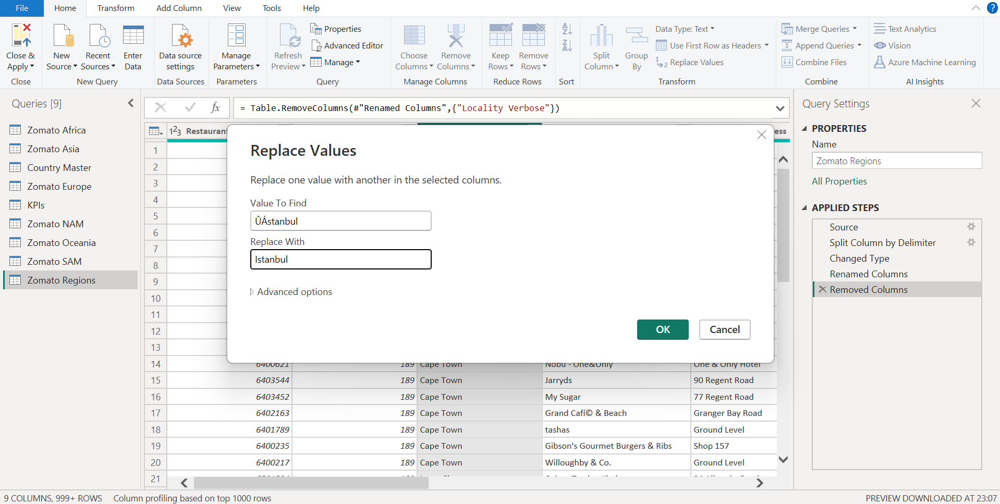 File Home Transform Add Column View Tools Help ?
Close & Apply
New Source
Recent Sources
Enter Data
Data source settings
Manage Parameters
Refresh Preview
Properties
Advanced Editor
Manage
Choose Columns
Remove Columns
Keep Rows
Remove Rows
A Z
Z A
Split Column
Group By
Data Type: Text
Use First Row as Headers
1 2 Replace Values
Merge Queries
Append Queries
Combine Files
Text Analytics
Vision
Azure Machine Learning
Close New Query Data Sources Parameters Query Manage Columns Reduce Rows Sort Transform Combine AI Insights
Queries [9]
Zomato Africa
Zomato Asia
Country Master
Zomato Europe
KPIs
Zomato NAM
Zomato Oceania
Zomato SAM
Zomato Regions
fx = Table.RemoveColumns(#"Renamed Columns",{"Locality Verbose"})
1 2 3 Restaurant ess
1
2
3
4
5
6
7
8
9
10
11
12
13
Replace Values
Replace one value with another in the selected columns.
Value To Find
ÛÁstanbul
Replace With
Istanbul
Advanced options
OK Cancel
14 6400621 189 Cape Town Nobu - One&Only One & Only Hotel
15 6403544 189 Cape Town Jarryds 90 Regent Road
16 6403452 189 Cape Town My Sugar 77 Regent Road
17 6402163 189 Cape Town Grand Cafí© & Beach Granger Bay Road
18 6401789 189 Cape Town tashas Ground Level
19 6400235 189 Cape Town Gibson's Gourmet Burgers & Ribs Shop 157
20 6400217 189 Cape Town Willoughby & Co. Ground Level
21
Query Settings
PROPERTIES
Name
Zomato Regions
All Properties
APPLIED STEPS
Source
Split Column by Delimiter
Changed Type
Renamed Columns
Removed Columns
9 COLUMNS, 999+ ROWS Column profiling based on top 1000 rows PREVIEW DOWNLOADED AT 23:07